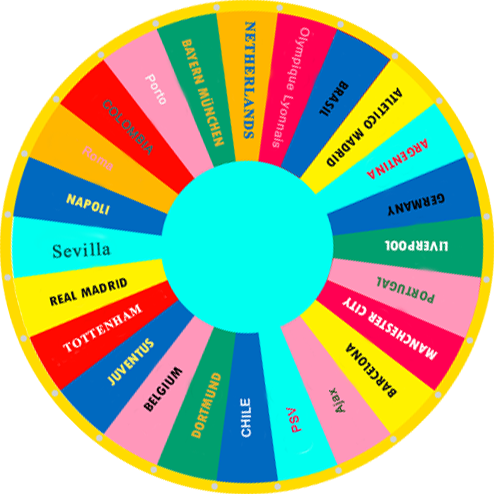 NETHERLANDS
Olympique Lyonnais
BRASIL
ATLETICO MADRID
ARGENTINA
GERMANY
LIVERPOOL
PORTUGAL
MANCHESTER CITY
BARCELONA
Ajax
PSV
CHILE
DORTMUND
BELGIUM
JUVENTUS
TOTTENHAM
REAL MADRID
Sevilla
NAPOLI
Roma
COLOMBIA
Porto
BAYERN MÜNCHEN